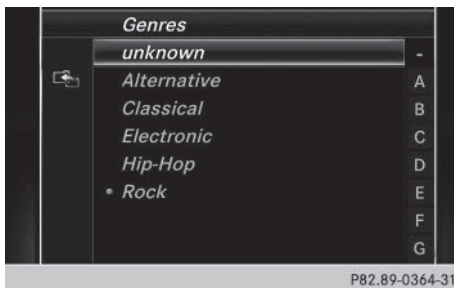 Genres
unknown -
Alternative A
Classical B
Electronic C
Hip-Hop D
• Rock E
F
G
P82.89-0364-31